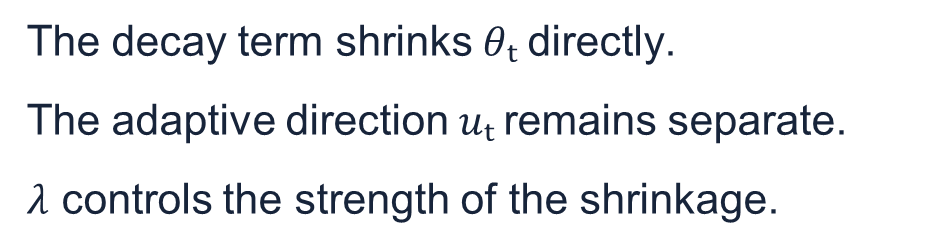 The decay term shrinks θₜ directly.
The adaptive direction uₜ remains separate.
λ controls the strength of the shrinkage.